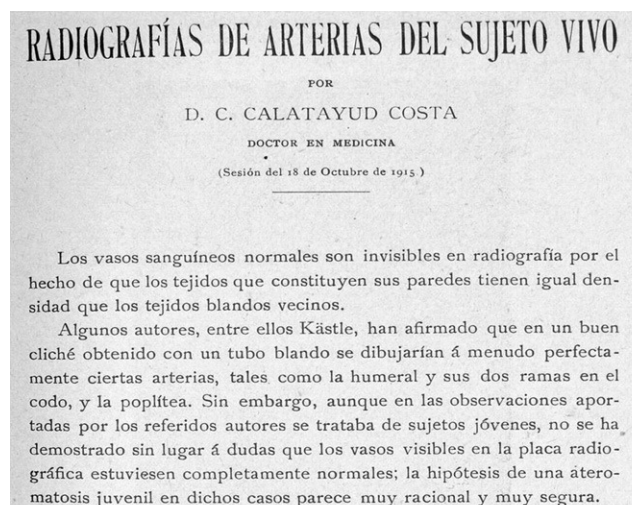 RADIOGRAFÍAS DE ARTERIAS DEL SUJETO VIVO
POR
D. C. CALATAYUD COSTA
DOCTOR EN MEDICINA
(Sesión del 18 de Octubre de 1915)
Los vasos sanguíneos normales son invisibles en radiografía por el
hecho de que los tejidos que constituyen sus paredes tienen igual den-
sidad que los tejidos blandos vecinos.
Algunos autores, entre ellos Kästle, han afirmado que en un buen
cliché obtenido con un tubo blando se dibujarían á menudo perfecta-
mente ciertas arterias, tales como la humeral y sus dos ramas en el
codo, y la poplítea. Sin embargo, aunque en las observaciones apor-
tadas por los referidos autores se trataba de sujetos jóvenes, no se ha
demostrado sin lugar á dudas que los vasos visibles en la placa radio-
gráfica estuviesen completamente normales; la hipótesis de una atero-
matosis juvenil en dichos casos parece muy racional y muy segura.